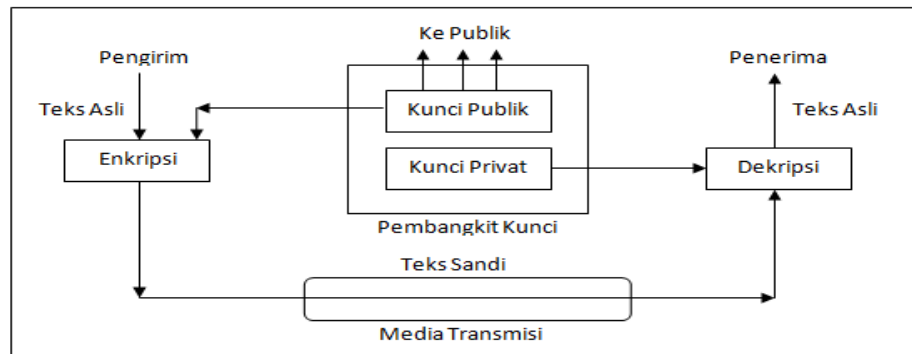 Ke Publik
Pengirim
Penerima
Teks Asli
Kunci Publik
Teks Asli
Enkripsi
Kunci Privat
Dekripsi
Pembangkit Kunci
Teks Sandi
Media Transmisi